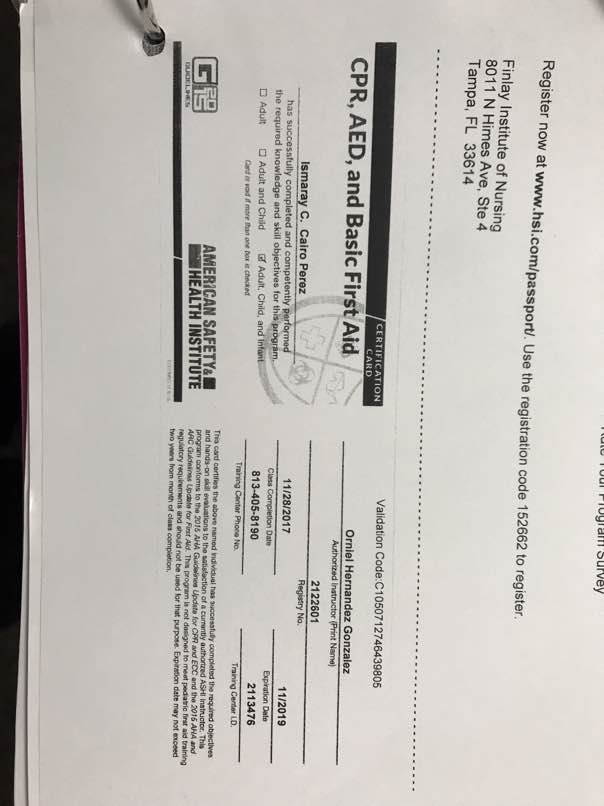 Rate Your Program Survey
Register now at www.hsi.com/passport/. Use the registration code 152662 to register.
Finlay Institute of Nursing
8011 N Himes Ave, Ste 4
Tampa, FL 33614
CERTIFICATION
CARD
CPR, AED, and Basic First Aid
Ismaray C. Cairo Perez
has successfully completed and competently performed
the required knowledge and skill objectives for this program.
☐ Adult ☐ Adult and Child ☑ Adult, Child, and Infant
Card is void if more than one box is checked
G2015
GUIDELINES
AMERICAN SAFETY&
HEALTH INSTITUTE
Validation Code:C1050712746439805
Orniel Hernandez Gonzalez
Authorized Instructor (Print Name)
2122601
Registry No.
11/28/2017 11/2019
Class Completion Date Expiration Date
813-405-8190 2113476
Training Center Phone No. Training Center I.D.
This card certifies the above named individual has successfully completed the required objectives
and hands-on skill evaluations to the satisfaction of a currently authorized ASHI Instructor. This
program conforms to the 2015 AHA Guidelines Update for CPR and ECC and the 2015 AHA and
ARC Guidelines Update for First Aid. This program is not designed to meet pediatric first aid training
regulatory requirements and should not be used for that purpose. Expiration date may not exceed
two years from month of class completion.